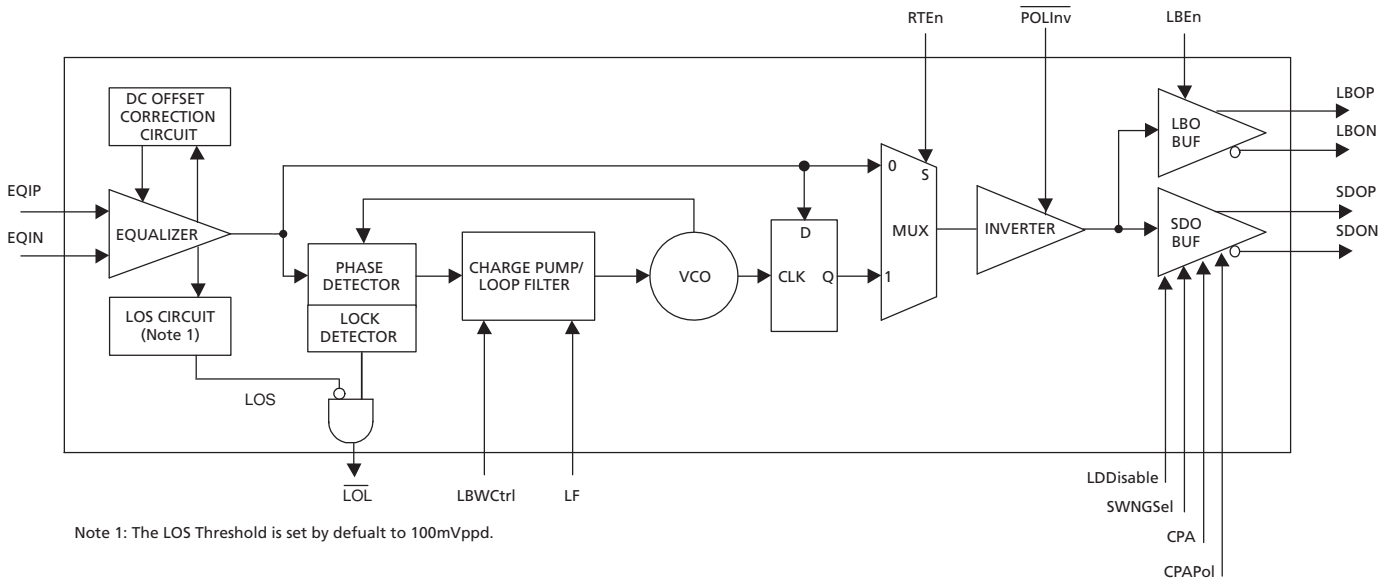 RTEn
POLInv
LBEn
DC OFFSET
CORRECTION
CIRCUIT
LBOP
LBO
BUF
LBON
0
S
EQIP
EQIN
EQUALIZER
D
MUX
INVERTER
SDOP
SDO
BUF
SDON
PHASE
DETECTOR
CHARGE PUMP/
LOOP FILTER
VCO
CLK
Q
1
LOS CIRCUIT
(Note 1)
LOCK
DETECTOR
LOS
LOL
LBWCtrl
LF
LDDisable
SWNGSel
CPA
CPAPol
Note 1: The LOS Threshold is set by defualt to 100mVppd.